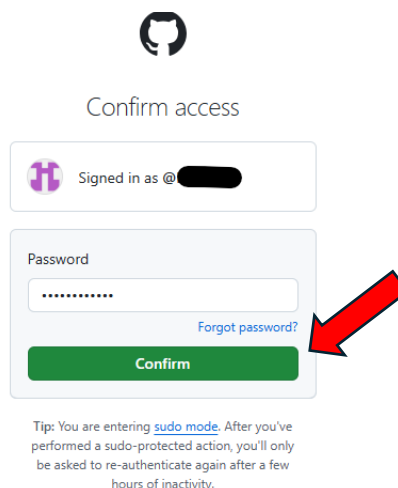 Confirm access
Signed in as @
Password
Forgot password?
Confirm
Tip: You are entering sudo mode. After you've
performed a sudo-protected action, you'll only
be asked to re-authenticate again after a few
hours of inactivity.